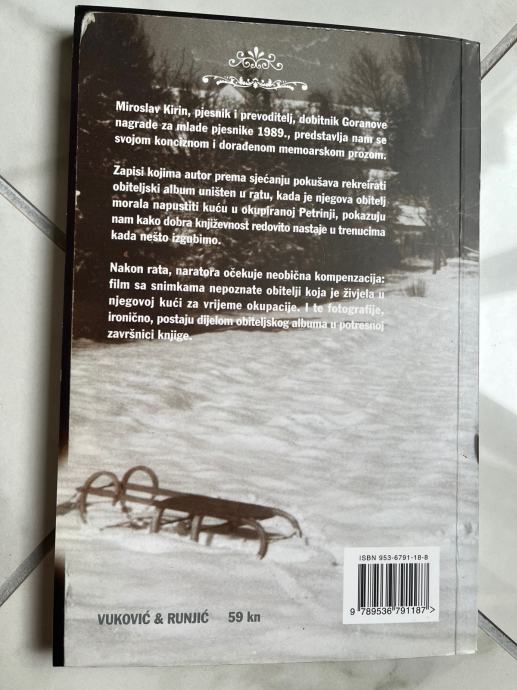 Miroslav Kirin, pjesnik i prevoditelj, dobitnik Goranove
nagrade za mlade pjesnike 1989., predstavlja nam se
svojom konciznom i dorađenom memoarskom prozom.
Zapisi kojima autor prema sjećanju pokušava rekreirati
obiteljski album uništen u ratu, kada je njegova obitelj
morala napustiti kuću u okupiranoj Petrinji, pokazuju
nam kako dobra književnost redovito nastaje u trenucima
kada nešto izgubimo.
Nakon rata, naratora očekuje neobična kompenzacija:
film sa snimkama nepoznate obitelji koja je živjela u
njegovoj kući za vrijeme okupacije. I te fotografije,
ironično, postaju dijelom obiteljskog albuma u potresnoj
završnici knjige.
ISBN 953-6791-18-8
9 789536 791187>
VUKOVIĆ & RUNJIĆ 59 kn